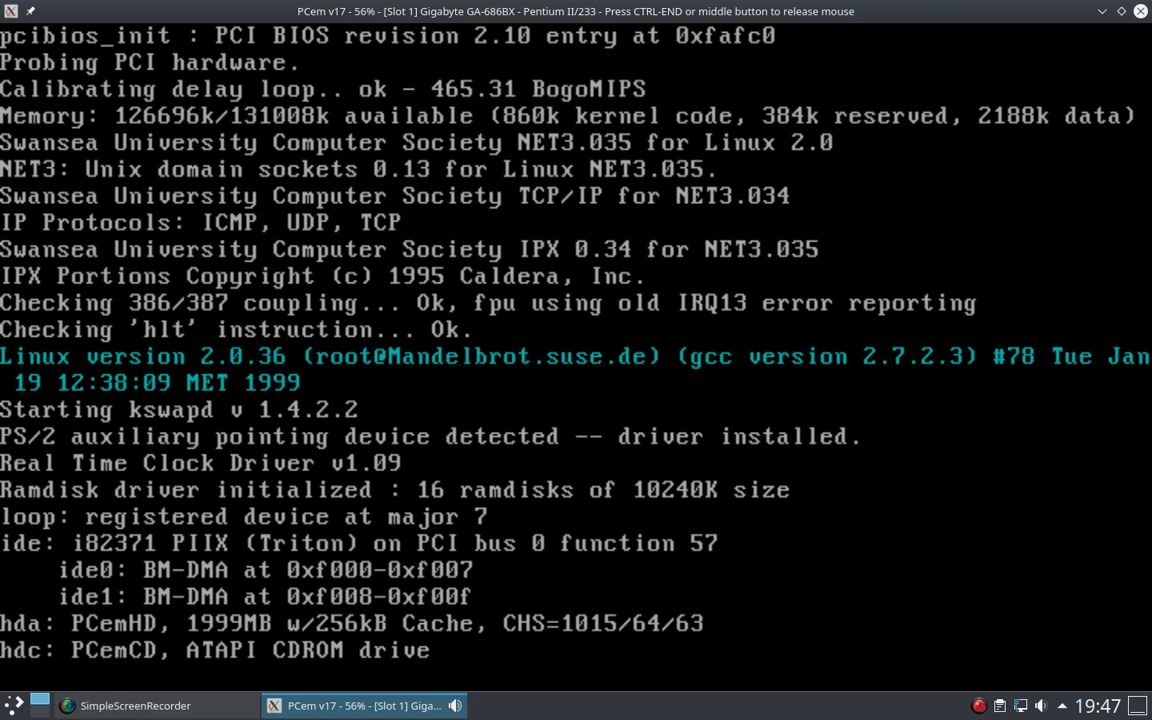 PCem v17 - 56% - [Slot 1] Gigabyte GA-686BX - Pentium II/233 - Press CTRL-END or middle button to release mouse
pcibios_init : PCI BIOS revision 2.10 entry at 0xfafc0
Probing PCI hardware.
Calibrating delay loop.. ok - 465.31 BogoMIPS
Memory: 126696k/131008k available (860k kernel code, 384k reserved, 2188k data)
Swansea University Computer Society NET3.035 for Linux 2.0
NET3: Unix domain sockets 0.13 for Linux NET3.035.
Swansea University Computer Society TCP/IP for NET3.034
IP Protocols: ICMP, UDP, TCP
Swansea University Computer Society IPX 0.34 for NET3.035
IPX Portions Copyright (c) 1995 Caldera, Inc.
Checking 386/387 coupling... Ok, fpu using old IRQ13 error reporting
Checking 'hlt' instruction... Ok.
Linux version 2.0.36 (root@Mandelbrot.suse.de) (gcc version 2.7.2.3) #78 Tue Jan
 19 12:38:09 MET 1999
Starting kswapd v 1.4.2.2
PS/2 auxiliary pointing device detected -- driver installed.
Real Time Clock Driver v1.09
Ramdisk driver initialized : 16 ramdisks of 10240K size
loop: registered device at major 7
ide: i82371 PIIX (Triton) on PCI bus 0 function 57
    ide0: BM-DMA at 0xf000-0xf007
    ide1: BM-DMA at 0xf008-0xf00f
hda: PCemHD, 1999MB w/256kB Cache, CHS=1015/64/63
hdc: PCemCD, ATAPI CDROM drive
SimpleScreenRecorder
PCem v17 - 56% - [Slot 1] Giga...
19:47